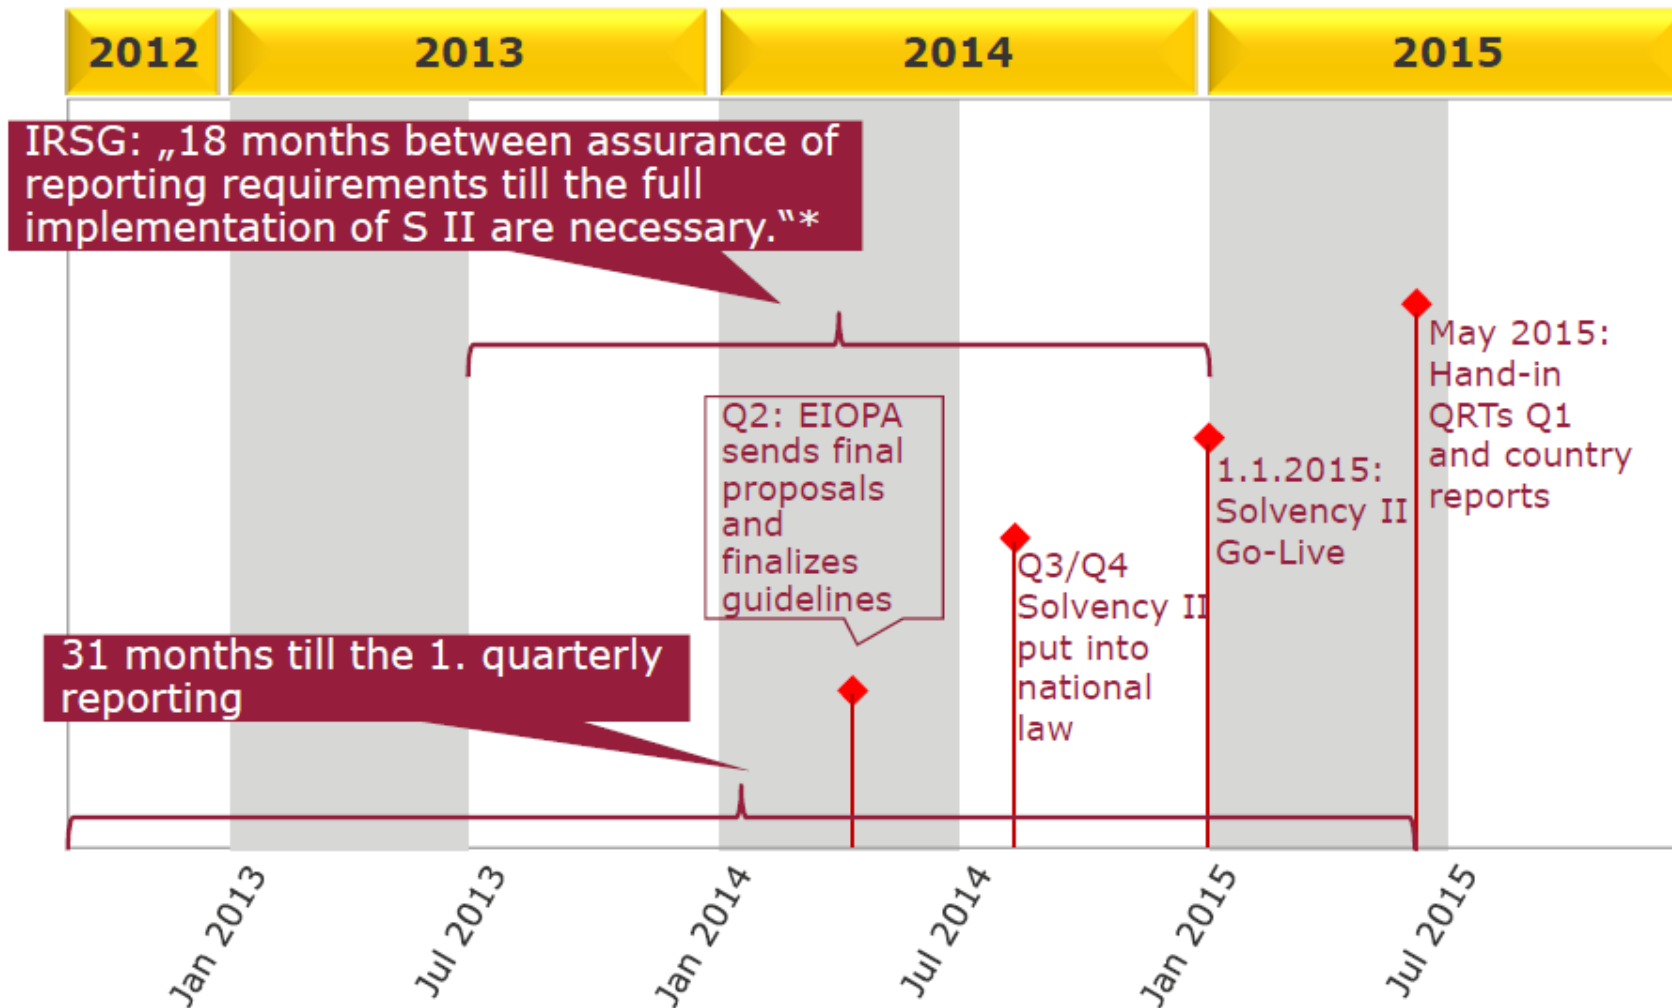 2012
2013
2014
2015
IRSG: „18 months between assurance of
reporting requirements till the full
implementation of S II are necessary.“*
May 2015:
Hand-in
QRTs Q1
and country
reports
Q2: EIOPA
sends final
proposals
and
finalizes
guidelines
1.1.2015:
Solvency II
Go-Live
Q3/Q4
Solvency II
put into
national
law
31 months till the 1. quarterly
reporting
Jan 2013
Jul 2013
Jan 2014
Jul 2014
Jan 2015
Jul 2015